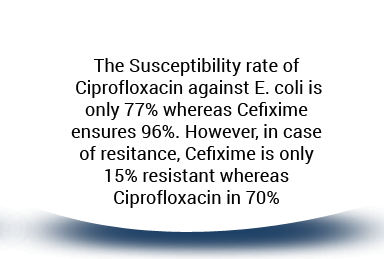 The Susceptibility rate of
Ciprofloxacin against E. coli is
only 77% whereas Cefixime
ensures 96%. However, in case
of resitance, Cefixime is only
15% resistant whereas
Ciprofloxacin in 70%